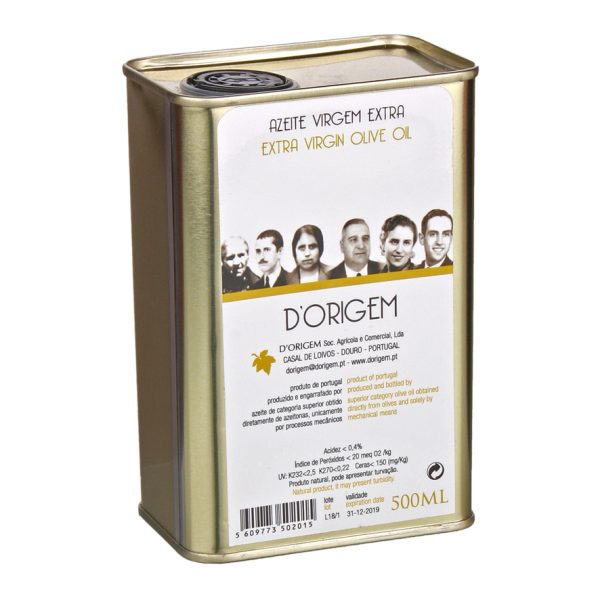 AZEITE VIRGEM EXTRA
EXTRA VIRGIN OLIVE OIL
D'ORIGEM
D'ORIGEM Soc. Agrícola e Comercial, Lda
CASAL DE LOIVOS - DOURO - PORTUGAL
dorigem@dorigem.pt - www.dorigem.pt
produto de portugal product of portugal
produzido e engarrafado por produced and bottled by
azeite de categoria superior obtido superior category olive oil obtained
diretamente de azeitonas, unicamente directly from olives and solely by
por processos mecânicos mechanical means
Acidez < 0,4%
Índice de Peróxidos < 20 meq O2 /kg
UV: K232<2,5 K270<0,22 Ceras< 150 (mg/Kg)
Produto natural, pode apresentar turvação.
Natural product, it may present turbidity.
lote validade
lot expiration date
L18/1 31-12-2019
500ML
5 609773 502015